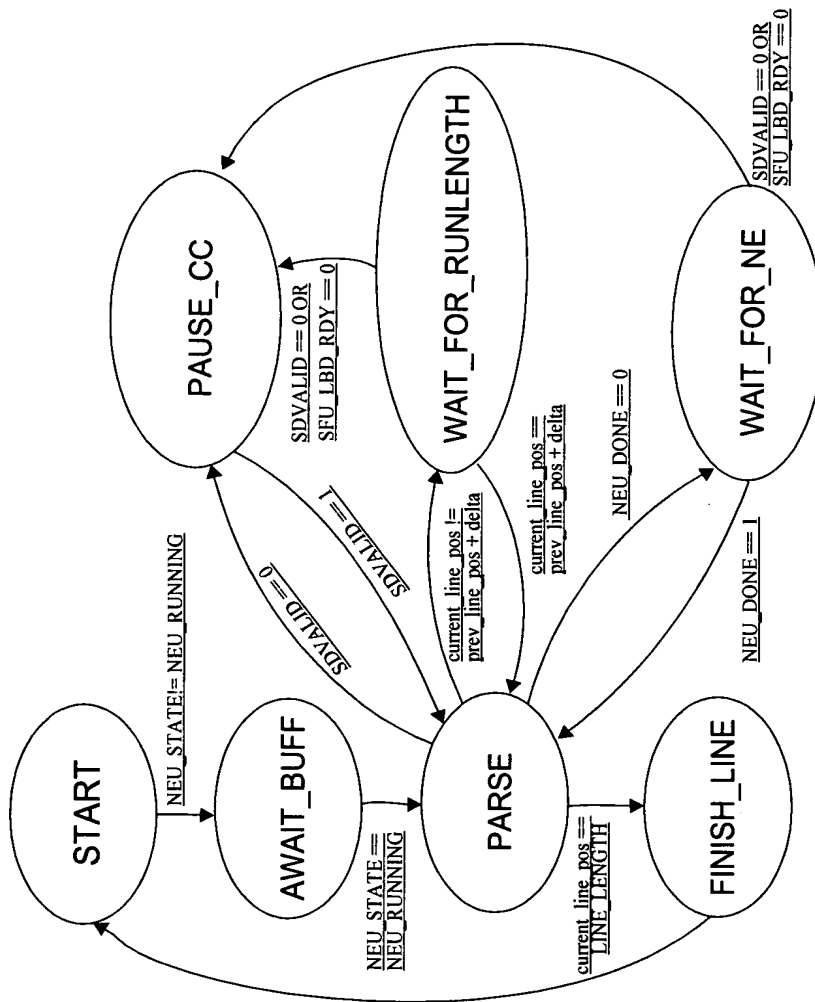 START
NEU_STATE!= NEU_RUNNING
AWAIT_BUFF
NEU_STATE ==
NEU_RUNNING
PARSE
current_line_pos ==
LINE_LENGTH
FINISH_LINE
PAUSE_CC
SDVALID == 0
SDVALID == 1
SDVALID == 0 OR
SFU_LBD_RDY == 0
WAIT_FOR_RUNLENGTH
current_line_pos !=
prev_line_pos + delta
current_line_pos ==
prev_line_pos + delta
NEU_DONE == 0
NEU_DONE == 1
WAIT_FOR_NE
SDVALID == 0 OR
SFU_LBD_RDY == 0